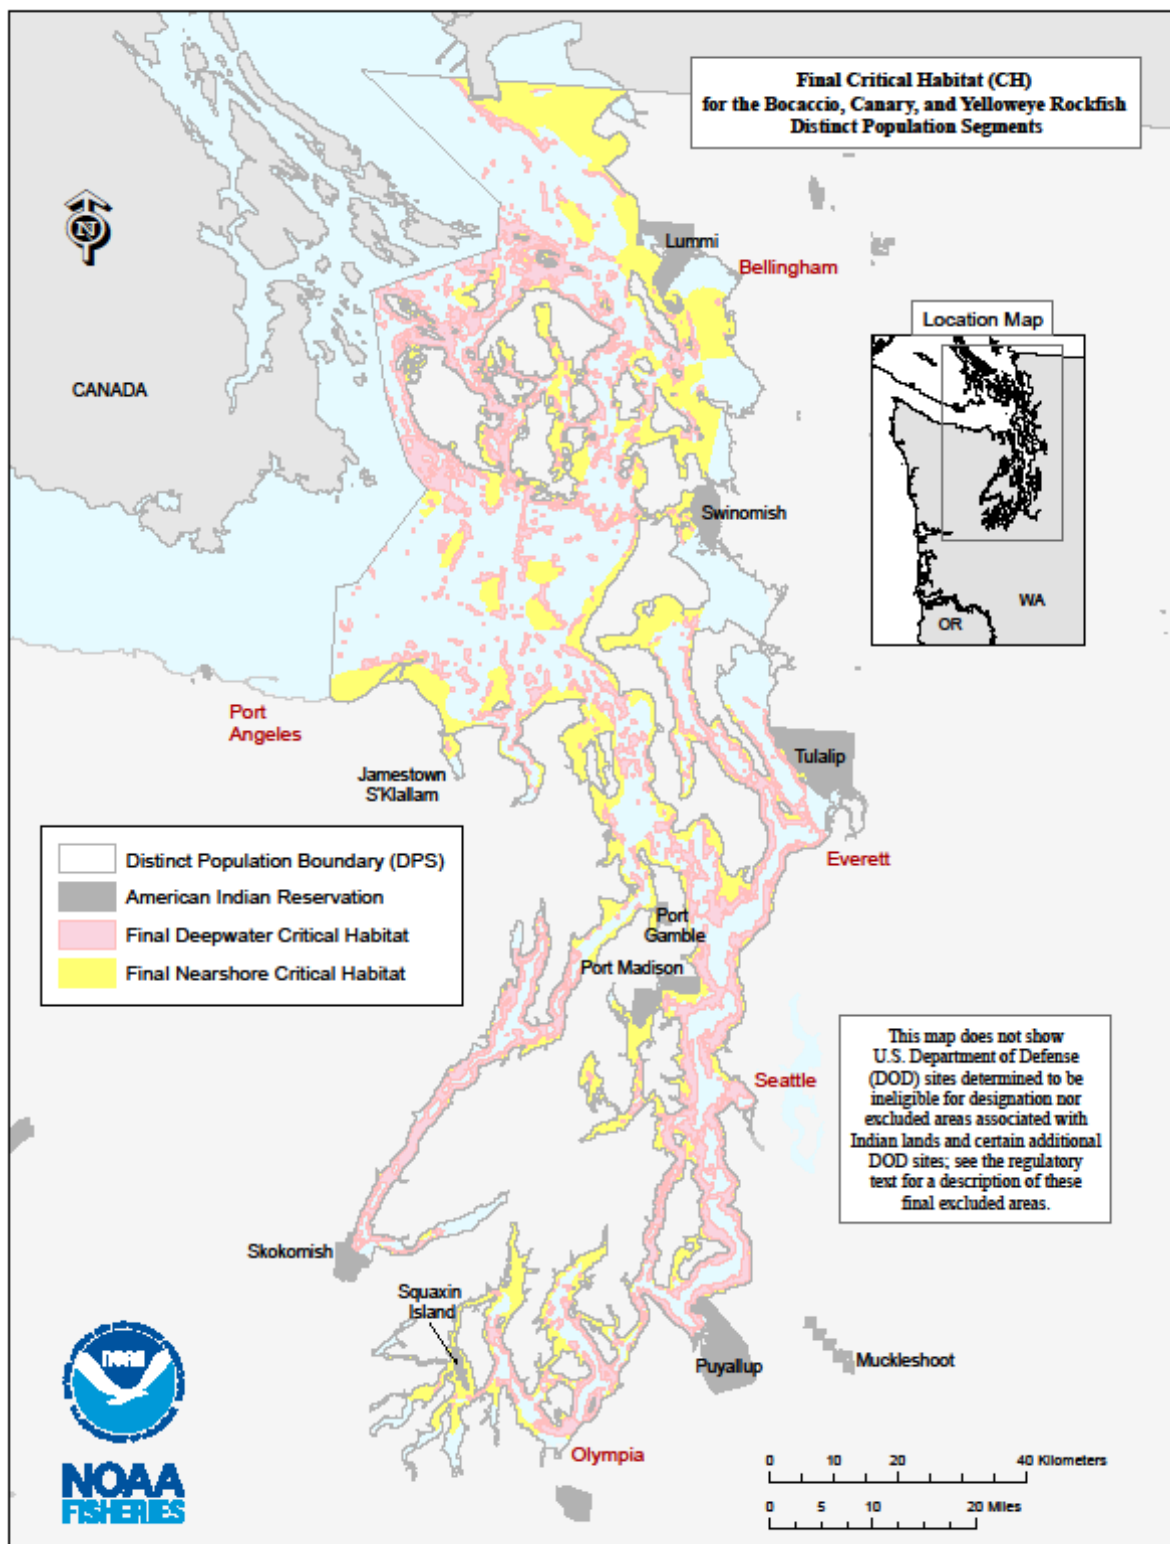 Final Critical Habitat (CH)
for the Bocaccio, Canary, and Yelloweye Rockfish
Distinct Population Segments
N
Lummi
Bellingham
Location Map
CANADA
Swinomish
WA
OR
Port
Angeles
Tulalip
Jamestown
S'Klallam
Distinct Population Boundary (DPS)
American Indian Reservation
Final Deepwater Critical Habitat
Final Nearshore Critical Habitat
Everett
Port
Gamble
Port Madison
This map does not show
U.S. Department of Defense
(DOD) sites determined to be
ineligible for designation nor
excluded areas associated with
Indian lands and certain additional
DOD sites; see the regulatory
text for a description of these
final excluded areas.
Seattle
Skokomish
Squaxin
Island
Puyallup
Muckleshoot
noaa
NOAA
FISHERIES
Olympia
0 10 20 40 Kilometers
0 5 10 20 Miles